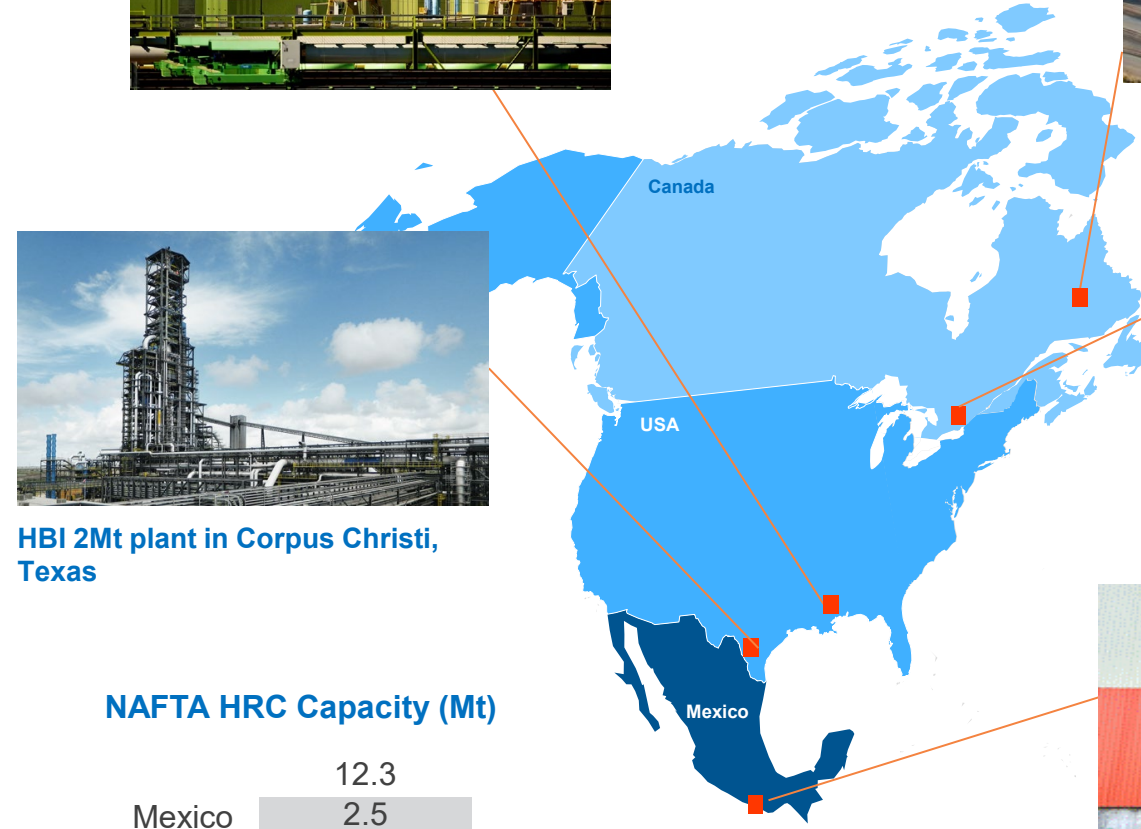 Canada
USA
HBI 2Mt plant in Corpus Christi,
Texas
NAFTA HRC Capacity (Mt)
Mexico
12.3
Mexico 2.5